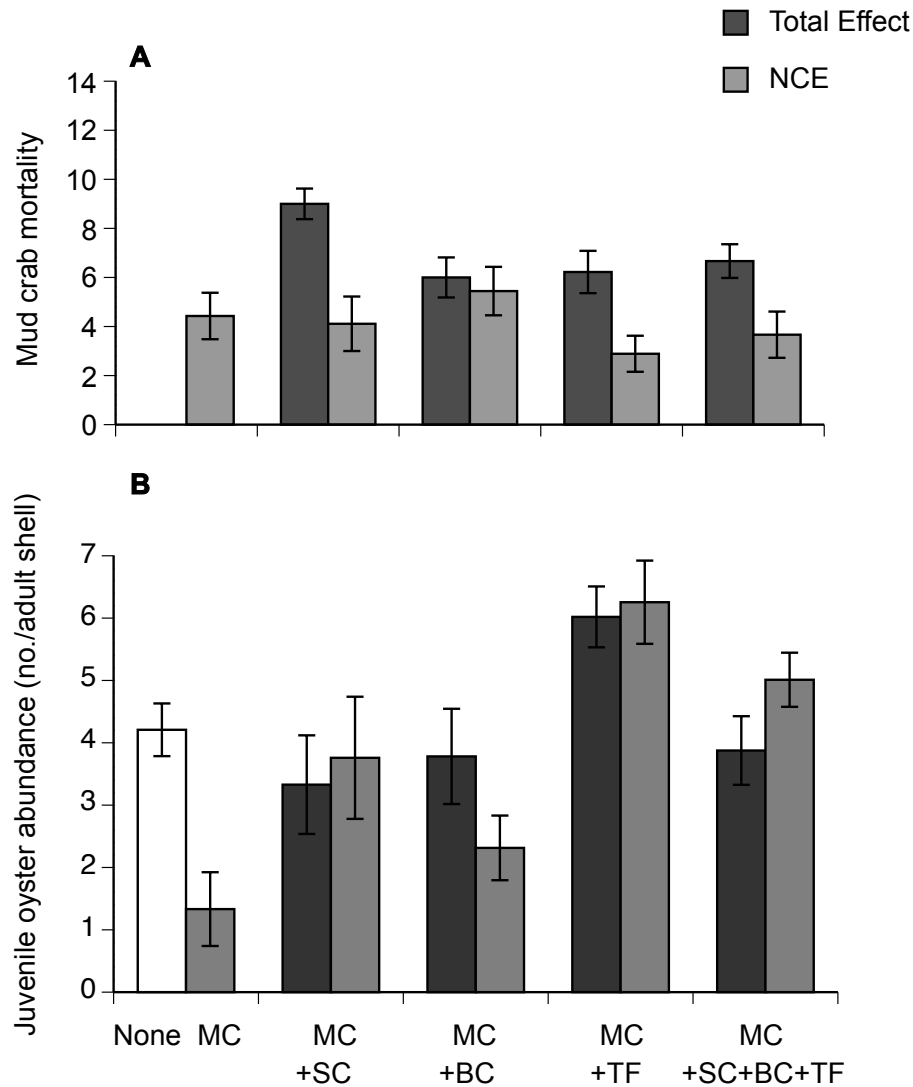 Total Effect
NCE
A
Mud crab mortality
14
12
10
8
6
4
2
0
B
Juvenile oyster abundance (no./adult shell)
7
6
5
4
3
2
1
0
None MC MC MC MC MC
+SC +BC +TF +SC+BC+TF